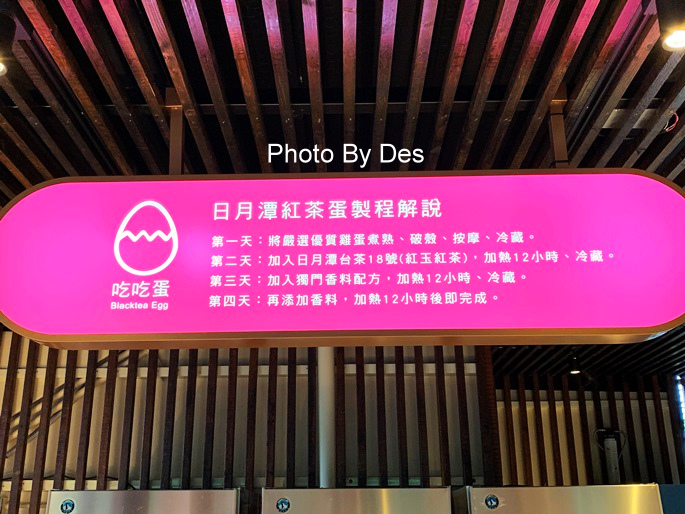 Photo By Des
日月潭紅茶蛋製程解說
第一天：將嚴選優質雞蛋煮熟、破殼、按摩、冷藏。
第二天：加入日月潭台茶18號(紅玉紅茶)，加熱12小時、冷藏。
第三天：加入獨門香料配方，加熱12小時、冷藏。
第四天：再添加香料，加熱12小時後即完成。
吃吃蛋
Blacktea Egg